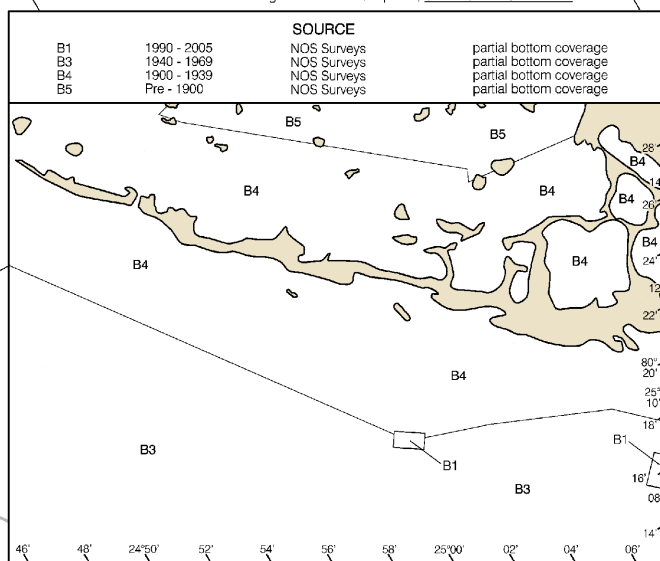 SOURCE
B1 1990 - 2005 NOS Surveys partial bottom coverage
B3 1940 - 1969 NOS Surveys partial bottom coverage
B4 1900 - 1939 NOS Surveys partial bottom coverage
B5 Pre - 1900 NOS Surveys partial bottom coverage
B5
B5
28'
B4
14
B4
B4
B4
26'
B4
B4
B4
24'
12
22'
80°
20'
B4
25°
10'
18'
B1
B3
B1
16'
B3
08
14'
46' 48' 24°50' 52' 54' 56' 58' 25°00' 02' 04' 06'